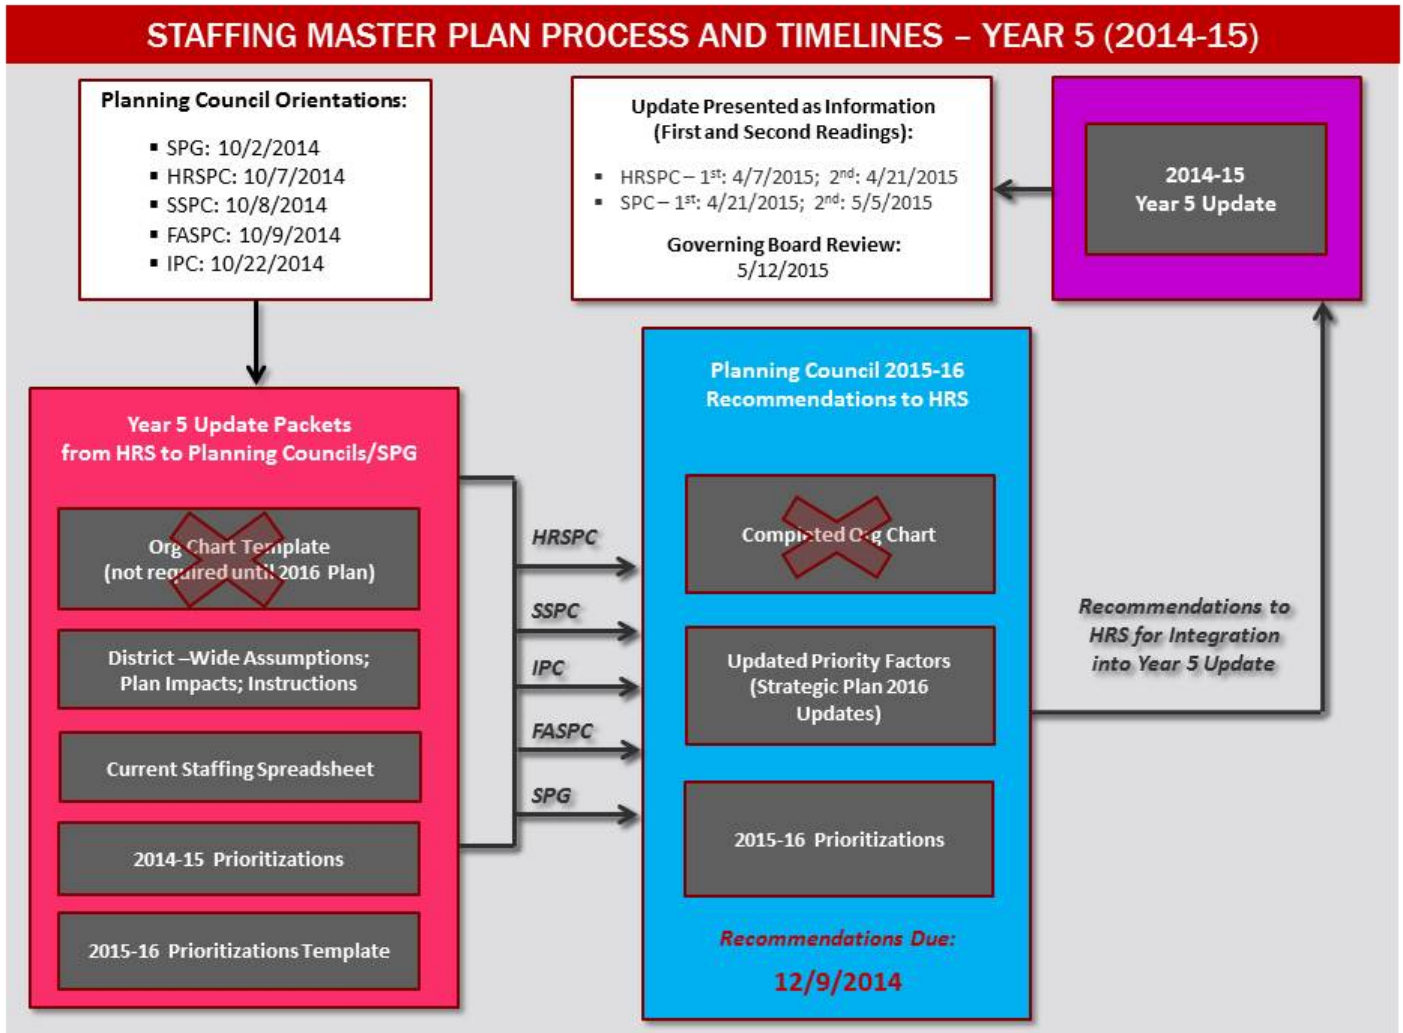 STAFFING MASTER PLAN PROCESS AND TIMELINES – YEAR 5 (2014-15)
Planning Council Orientations:
▪ SPG: 10/2/2014
▪ HRSPC: 10/7/2014
▪ SSPC: 10/8/2014
▪ FASPC: 10/9/2014
▪ IPC: 10/22/2014
Update Presented as Information
(First and Second Readings):
▪ HRSPC – 1st: 4/7/2015; 2nd: 4/21/2015
▪ SPC – 1st: 4/21/2015; 2nd: 5/5/2015
Governing Board Review:
5/12/2015
2014-15
Year 5 Update
Year 5 Update Packets
from HRS to Planning Councils/SPG
Org Chart Template
(not required until 2016 Plan)
District –Wide Assumptions;
Plan Impacts; Instructions
Current Staffing Spreadsheet
2014-15 Prioritizations
2015-16 Prioritizations Template
HRSPC
SSPC
IPC
FASPC
SPG
Planning Council 2015-16
Recommendations to HRS
Completed Org Chart
Updated Priority Factors
(Strategic Plan 2016
Updates)
2015-16 Prioritizations
Recommendations Due:
12/9/2014
Recommendations to
HRS for Integration
into Year 5 Update